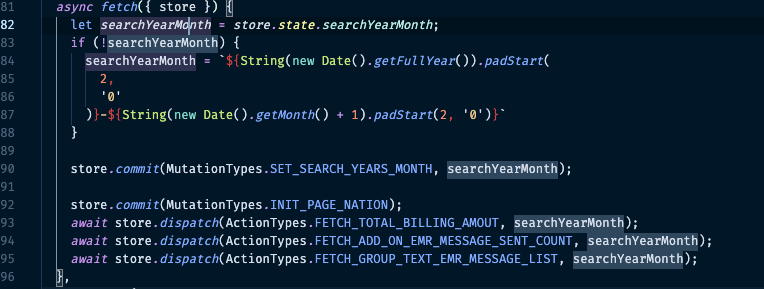 81 async fetch({ store }) {
82 let searchYearMonth = store.state.searchYearMonth;
83 if (!searchYearMonth) {
84 searchYearMonth = `${String(new Date().getFullYear()).padStart(
85 2,
86 '0'
87 )}-${String(new Date().getMonth() + 1).padStart(2, '0')}`
88 }
89
90 store.commit(MutationTypes.SET_SEARCH_YEARS_MONTH, searchYearMonth);
91
92 store.commit(MutationTypes.INIT_PAGE_NATION);
93 await store.dispatch(ActionTypes.FETCH_TOTAL_BILLING_AMOUT, searchYearMonth);
94 await store.dispatch(ActionTypes.FETCH_ADD_ON_EMR_MESSAGE_SENT_COUNT, searchYearMonth);
95 await store.dispatch(ActionTypes.FETCH_GROUP_TEXT_EMR_MESSAGE_LIST, searchYearMonth);
96 },